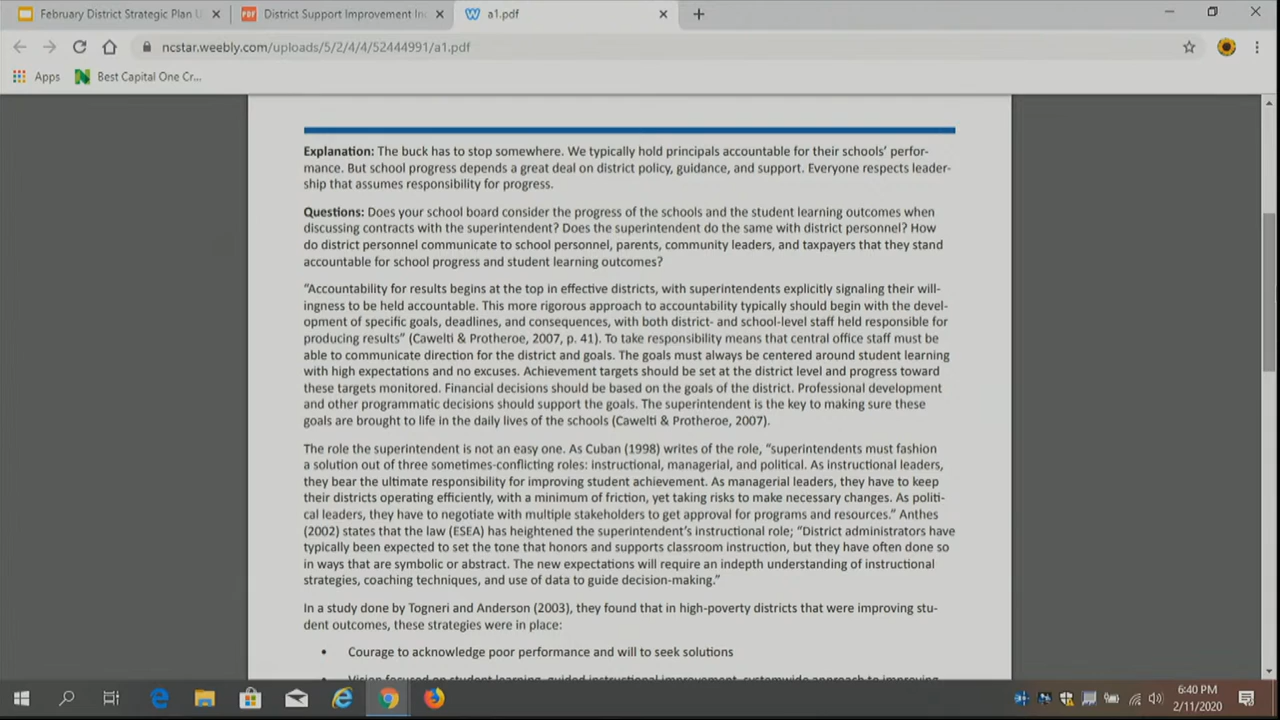 February District Strategic Plan U
District Support Improvement In
a1.pdf
ncstar.weebly.com/uploads/5/2/4/4/52444991/a1.pdf
Apps
Best Capital One Cr...
Explanation: The buck has to stop somewhere. We typically hold principals accountable for their schools’ perfor-
mance. But school progress depends a great deal on district policy, guidance, and support. Everyone respects leader-
ship that assumes responsibility for progress.
Questions: Does your school board consider the progress of the schools and the student learning outcomes when
discussing contracts with the superintendent? Does the superintendent do the same with district personnel? How
do district personnel communicate to school personnel, parents, community leaders, and taxpayers that they stand
accountable for school progress and student learning outcomes?
“Accountability for results begins at the top in effective districts, with superintendents explicitly signaling their will-
ingness to be held accountable. This more rigorous approach to accountability typically should begin with the devel-
opment of specific goals, deadlines, and consequences, with both district- and school-level staff held responsible for
producing results” (Cawelti & Protheroe, 2007, p. 41). To take responsibility means that central office staff must be
able to communicate direction for the district and goals. The goals must always be centered around student learning
with high expectations and no excuses. Achievement targets should be set at the district level and progress toward
these targets monitored. Financial decisions should be based on the goals of the district. Professional development
and other programmatic decisions should support the goals. The superintendent is the key to making sure these
goals are brought to life in the daily lives of the schools (Cawelti & Protheroe, 2007).
The role the superintendent is not an easy one. As Cuban (1998) writes of the role, “superintendents must fashion
a solution out of three sometimes-conflicting roles: instructional, managerial, and political. As instructional leaders,
they bear the ultimate responsibility for improving student achievement. As managerial leaders, they have to keep
their districts operating efficiently, with a minimum of friction, yet taking risks to make necessary changes. As politi-
cal leaders, they have to negotiate with multiple stakeholders to get approval for programs and resources.” Anthes
(2002) states that the law (ESEA) has heightened the superintendent’s instructional role; “District administrators have
typically been expected to set the tone that honors and supports classroom instruction, but they have often done so
in ways that are symbolic or abstract. The new expectations will require an indepth understanding of instructional
strategies, coaching techniques, and use of data to guide decision-making.”
In a study done by Togneri and Anderson (2003), they found that in high-poverty districts that were improving stu-
dent outcomes, these strategies were in place:
• Courage to acknowledge poor performance and will to seek solutions
• Vision focused on student learning, guided instructional improvement, systemwide approach to improving
6:40 PM
2/11/2020